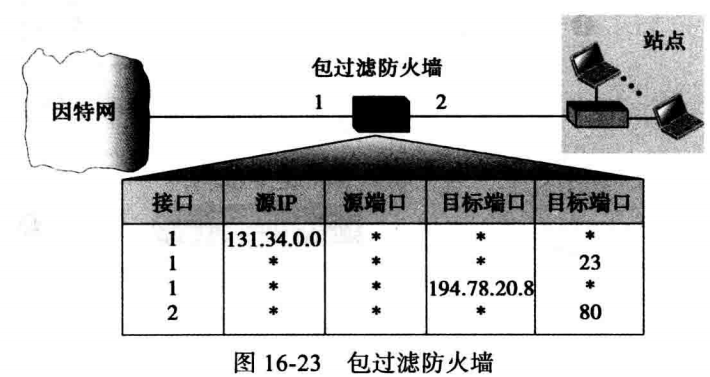 站点
包过滤防火墙
因特网 1 2
接口 源IP 源端口 目标端口 目标端口
1 131.34.0.0 * * *
1 * * * 23
1 * * 194.78.20.8 *
2 * * * 80
图 16-23 包过滤防火墙